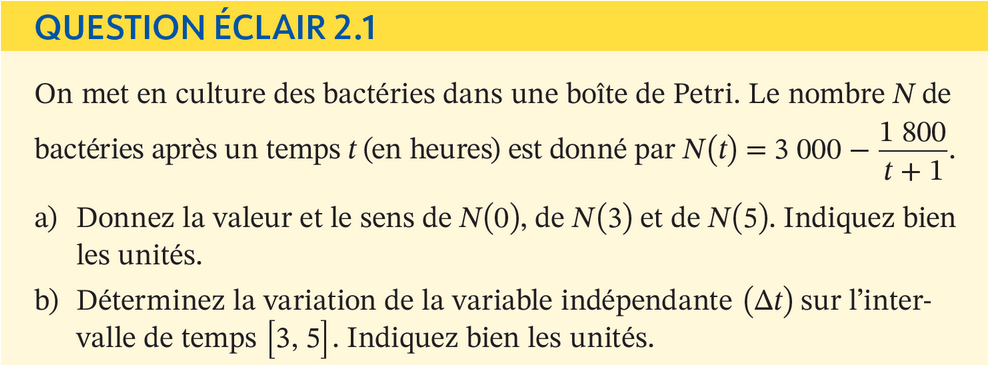 QUESTION ÉCLAIR 2.1
On met en culture des bactéries dans une boîte de Petri. Le nombre N de
bactéries après un temps t (en heures) est donné par N(t) = 3 000 − 1 800 / t + 1.
a) Donnez la valeur et le sens de N(0), de N(3) et de N(5). Indiquez bien
les unités.
b) Déterminez la variation de la variable indépendante (Δt) sur l’inter-
valle de temps [3, 5]. Indiquez bien les unités.